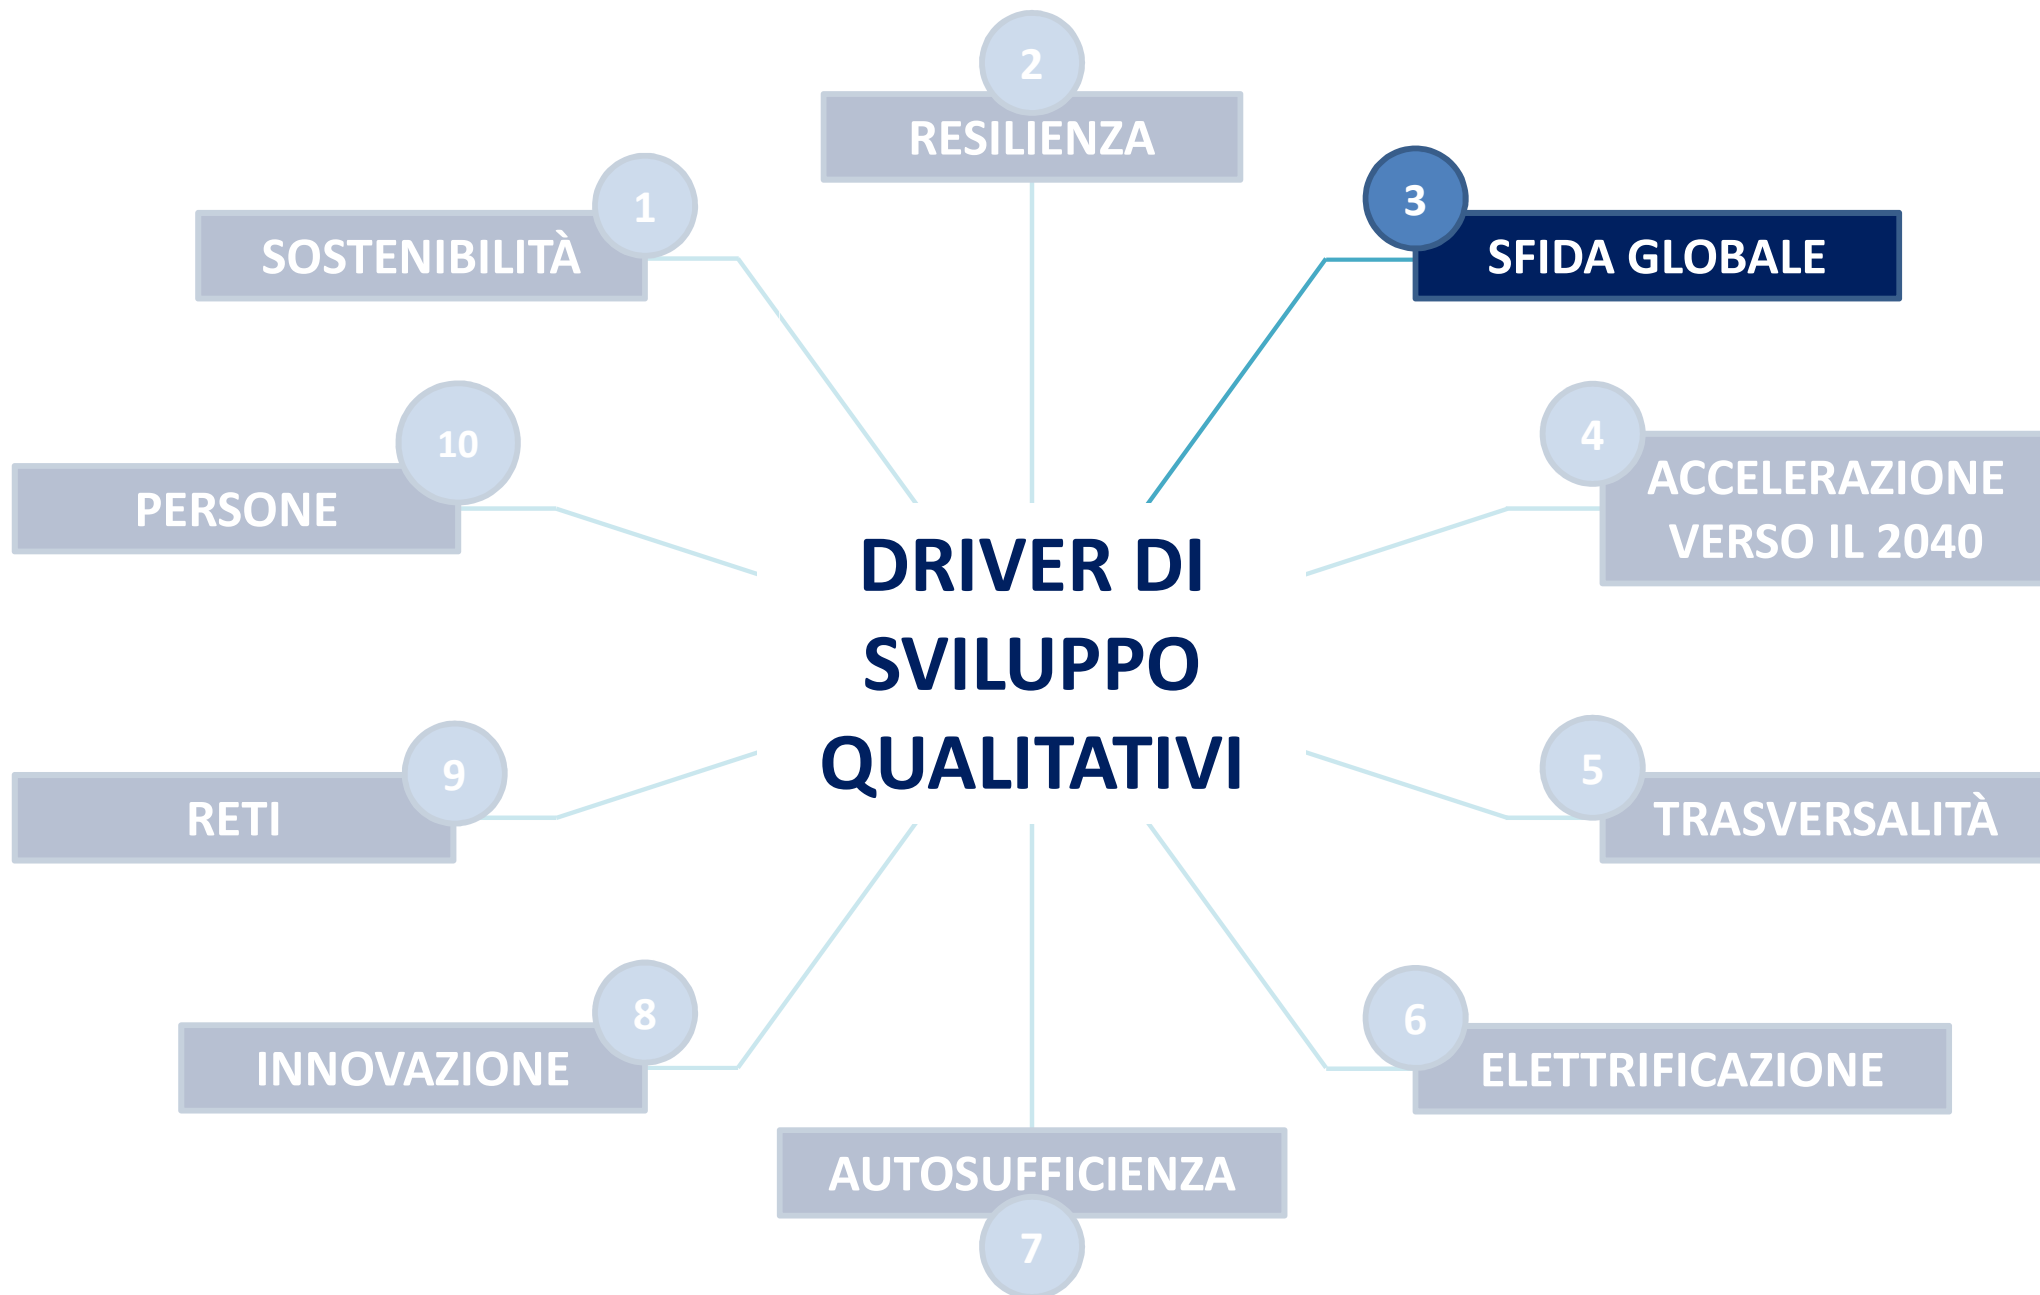 2
RESILIENZA
1
SOSTENIBILITÀ
3
SFIDA GLOBALE
10
PERSONE
4
ACCELERAZIONE
VERSO IL 2040
DRIVER DI
SVILUPPO
QUALITATIVI
9
RETI
5
TRASVERSALITÀ
8
INNOVAZIONE
6
ELETTRIFICAZIONE
AUTOSUFFICIENZA
7